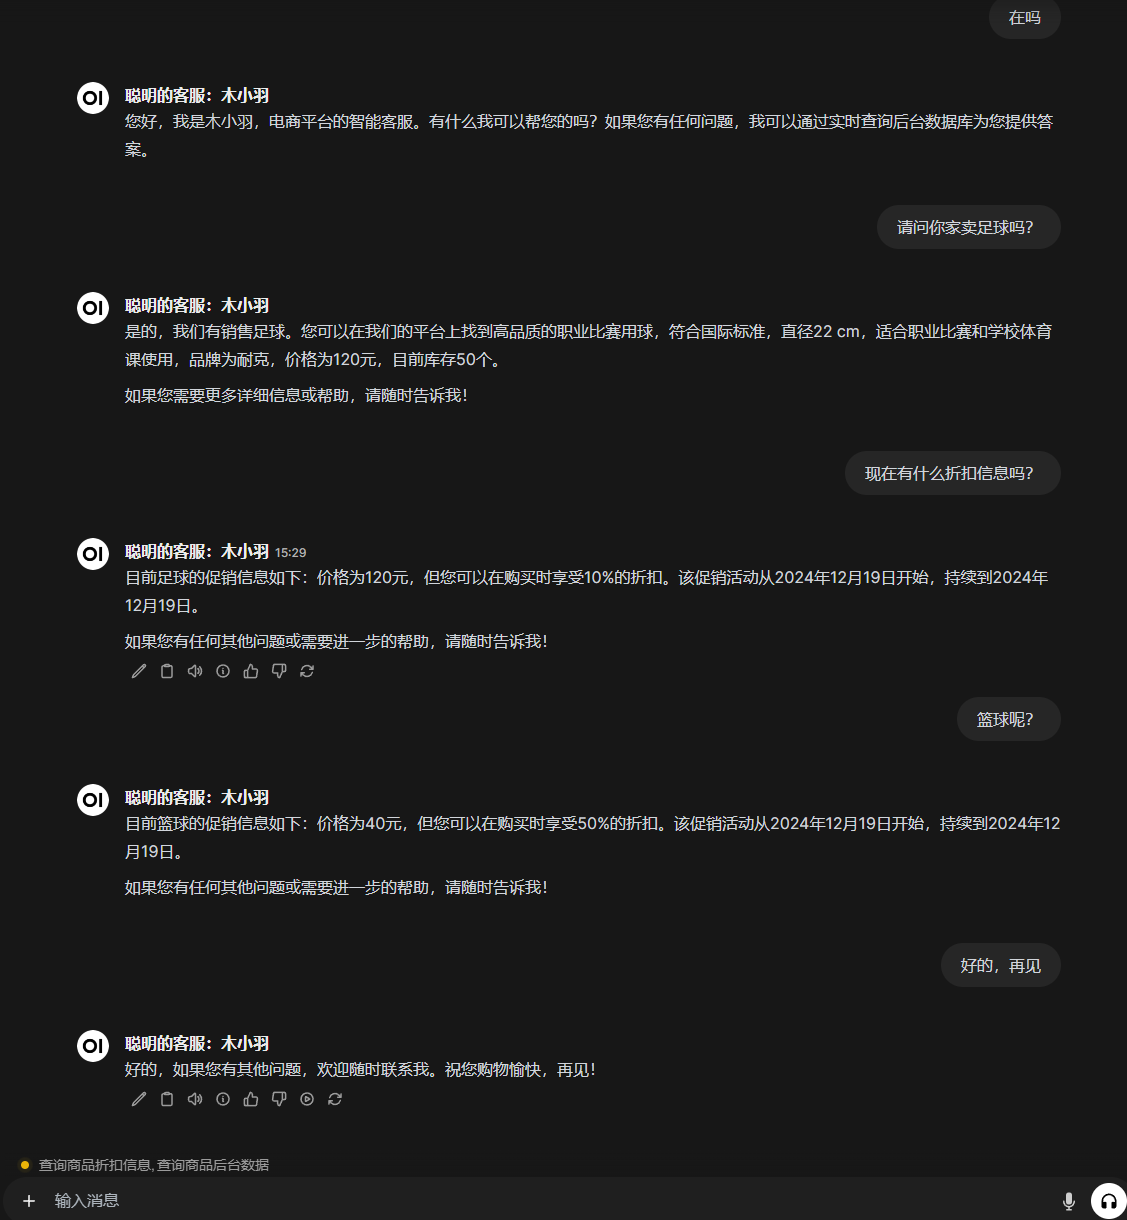 在吗
OI 聪明的客服：木小羽
您好，我是木小羽，电商平台的智能客服。有什么我可以帮您的吗？如果您有任何问题，我可以通过实时查询后台数据库为您提供答
案。
请问你家卖足球吗？
OI 聪明的客服：木小羽
是的，我们有销售足球。您可以在我们的平台上找到高品质的职业比赛用球，符合国际标准，直径22 cm，适合职业比赛和学校体育
课使用，品牌为耐克，价格为120元，目前库存50个。
如果您需要更多详细信息或帮助，请随时告诉我！
现在有什么折扣信息吗？
OI 聪明的客服：木小羽 15:29
目前足球的促销信息如下：价格为120元，但您可以在购买时享受10%的折扣。该促销活动从2024年12月19日开始，持续到2024年
12月19日。
如果您有任何其他问题或需要进一步的帮助，请随时告诉我！
篮球呢？
OI 聪明的客服：木小羽
目前篮球的促销信息如下：价格为40元，但您可以在购买时享受50%的折扣。该促销活动从2024年12月19日开始，持续到2024年12
月19日。
如果您有任何其他问题或需要进一步的帮助，请随时告诉我！
好的，再见
OI 聪明的客服：木小羽
好的，如果您有其他问题，欢迎随时联系我。祝您购物愉快，再见！
查询商品折扣信息, 查询商品后台数据
输入消息